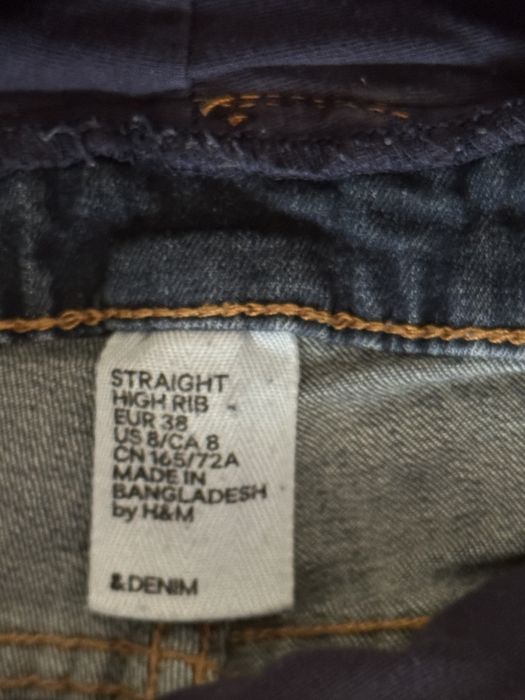 STRAIGHT
HIGH RIB
EUR 38
US 8/CA 8
CN 165/72A
MADE IN
BANGLADESH
by H&M
&DENIM